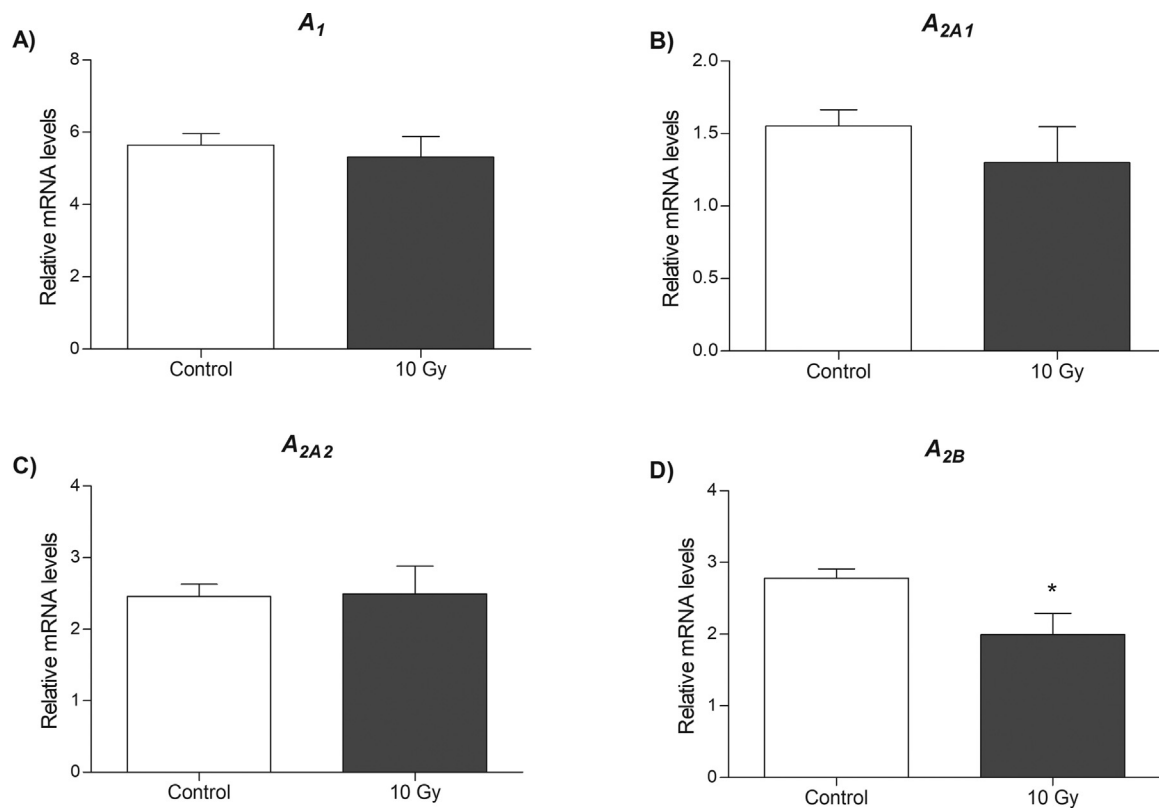 A)
A1
Relative mRNA levels
8
6
4
2
0
Control 10 Gy
B)
A2A1
Relative mRNA levels
2.0
1.5
1.0
0.5
0.0
Control 10 Gy
C)
A2A2
Relative mRNA levels
4
3
2
1
0
Control 10 Gy
D)
A2B
Relative mRNA levels
4
3
2
1
0
*
Control 10 Gy